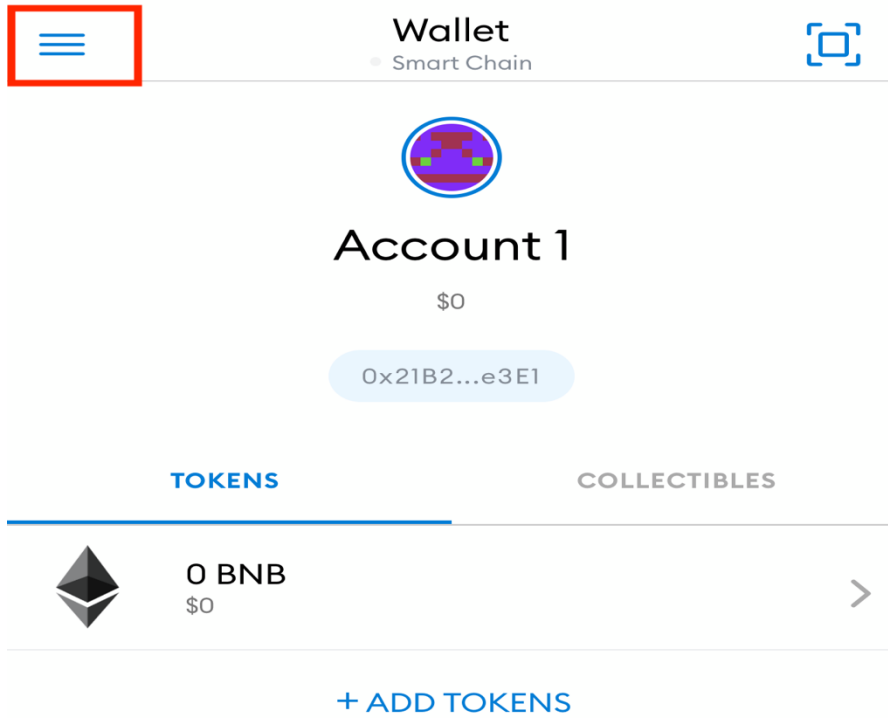 Wallet
Smart Chain
Account 1
$0
0x21B2...e3E1
TOKENS
COLLECTIBLES
0 BNB
$0
+ ADD TOKENS